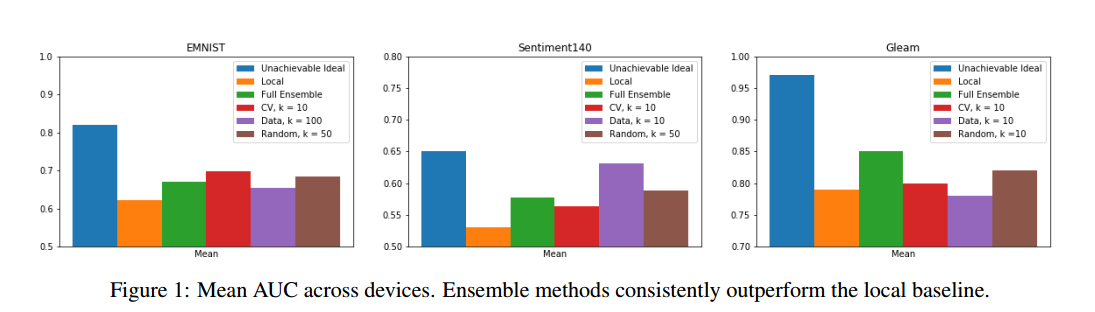 EMNIST
1.0
0.9
0.8
0.7
0.6
0.5
Unachievable Ideal
Local
Full Ensemble
CV, k = 10
Data, k = 100
Random, k = 50
Mean
Sentiment140
0.80
0.75
0.70
0.65
0.60
0.55
0.50
Unachievable Ideal
Local
Full Ensemble
CV, k = 10
Data, k = 10
Random, k = 50
Mean
Gleam
1.00
0.95
0.90
0.85
0.80
0.75
0.70
Unachievable Ideal
Local
Full Ensemble
CV, k = 10
Data, k = 10
Random, k =10
Mean
Figure 1: Mean AUC across devices. Ensemble methods consistently outperform the local baseline.